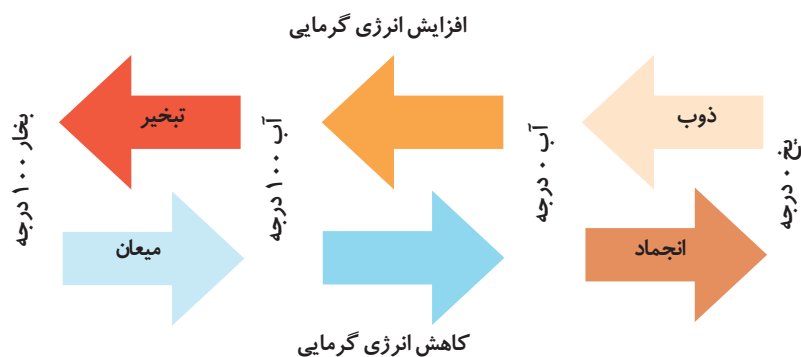 افزایش انرژی گرمایی
یخ ۰ درجه
ذوب
انجماد
آب ۰ درجه
آب ۱۰۰ درجه
تبخیر
میعان
بخار ۱۰۰ درجه
کاهش انرژی گرمایی